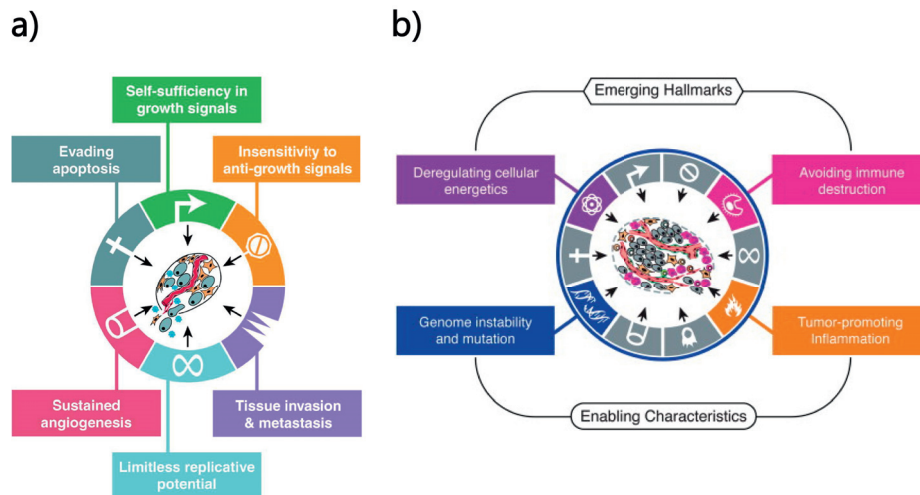 a)
Self-sufficiency in
growth signals
Evading
apoptosis
Insensitivity to
anti-growth signals
Sustained
angiogenesis
Tissue invasion
& metastasis
Limitless replicative
potential
b)
Emerging Hallmarks
Deregulating cellular
energetics
Avoiding immune
destruction
Genome instability
and mutation
Tumor-promoting
Inflammation
Enabling Characteristics